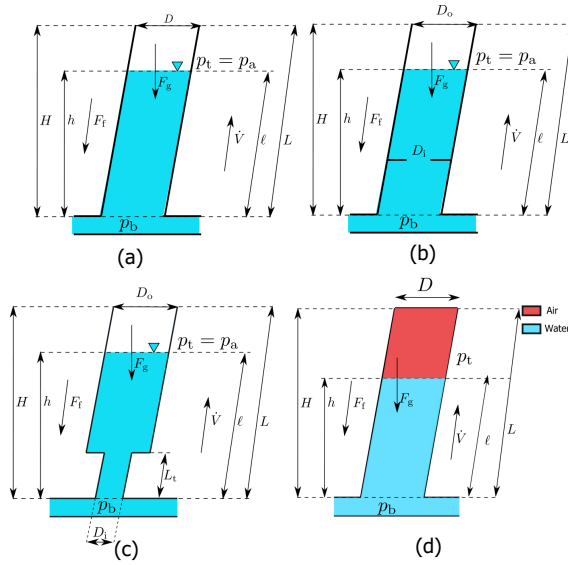 D
p_t = p_a
F_g
H
h
F_f
V̇
ℓ
L
p_b
(a)
D_o
p_t = p_a
F_g
H
h
F_f
D_i
V̇
ℓ
L
p_b
(b)
D_o
p_t = p_a
F_g
H
h
F_f
V̇
ℓ
L
L_t
p_b
D_i
(c)
D
Air
Water
p_t
F_g
H
h
F_f
V̇
ℓ
L
p_b
(d)